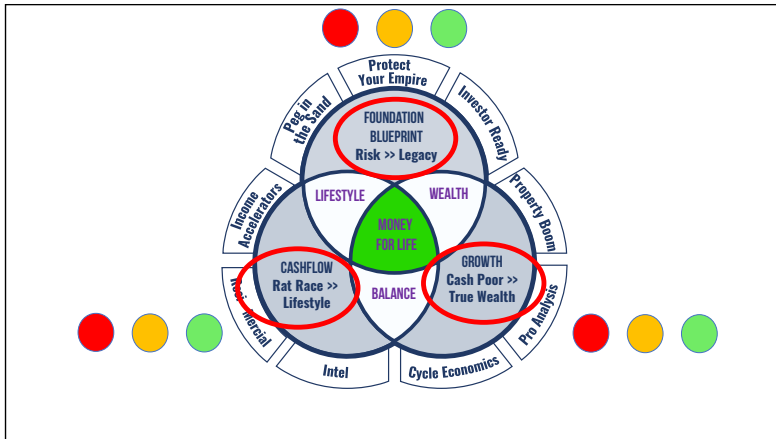 Protect
Your Empire
Peg in
the Sand
Investor Ready
FOUNDATION
BLUEPRINT
Risk >> Legacy
LIFESTYLE
WEALTH
Income
Accelerators
Property Boom
MONEY
FOR LIFE
CASHFLOW
Rat Race >>
Lifestyle
GROWTH
Cash Poor >>
True Wealth
BALANCE
Pro Analysis
Intel
Cycle Economics